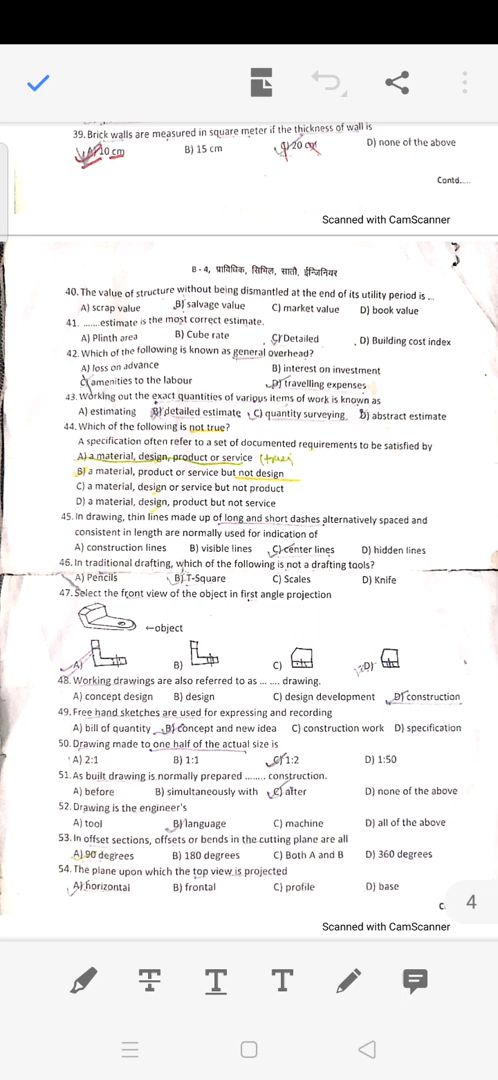 39. Brick walls are measured in square meter if the thickness of wall is
A) 10 cm B) 15 cm C) 20 cm D) none of the above
Contd.....
Scanned with CamScanner
B - 4, प्राविधिक, सिभिल, सातौं, ईन्जिनियर
40. The value of structure without being dismantled at the end of its utility period is ...
A) scrap value B) salvage value C) market value D) book value
41. .......estimate is the most correct estimate.
A) Plinth area B) Cube rate C) Detailed D) Building cost index
42. Which of the following is known as general overhead?
A) loss on advance B) interest on investment
C) amenities to the labour D) travelling expenses
43. Working out the exact quantities of various items of work is known as
A) estimating B) detailed estimate C) quantity surveying D) abstract estimate
44. Which of the following is not true?
A specification often refer to a set of documented requirements to be satisfied by
A) a material, design, product or service (true)
B) a material, product or service but not design
C) a material, design or service but not product
D) a material, design, product but not service
45. In drawing, thin lines made up of long and short dashes alternatively spaced and
consistent in length are normally used for indication of
A) construction lines B) visible lines C) center lines D) hidden lines
46. In traditional drafting, which of the following is not a drafting tools?
A) Pencils B) T-Square C) Scales D) Knife
47. Select the front view of the object in first angle projection
←object
A) B) C) D)
48. Working drawings are also referred to as ... .... drawing.
A) concept design B) design C) design development D) construction
49. Free hand sketches are used for expressing and recording
A) bill of quantity B) concept and new idea C) construction work D) specification
50. Drawing made to one half of the actual size is
A) 2:1 B) 1:1 C) 1:2 D) 1:50
51. As built drawing is normally prepared ........ construction.
A) before B) simultaneously with C) after D) none of the above
52. Drawing is the engineer's
A) tool B) language C) machine D) all of the above
53. In offset sections, offsets or bends in the cutting plane are all
A) 90 degrees B) 180 degrees C) Both A and B D) 360 degrees
54. The plane upon which the top view is projected
A) horizontal B) frontal C) profile D) base
C
4
Scanned with CamScanner
T T T